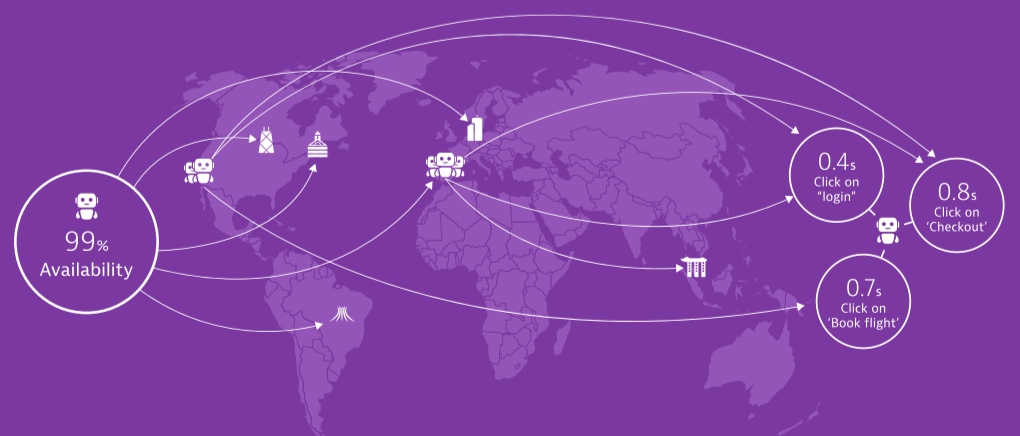 99%
Availability
0.4s
Click on
“login”
0.8s
Click on
‘Checkout’
0.7s
Click on
‘Book flight’